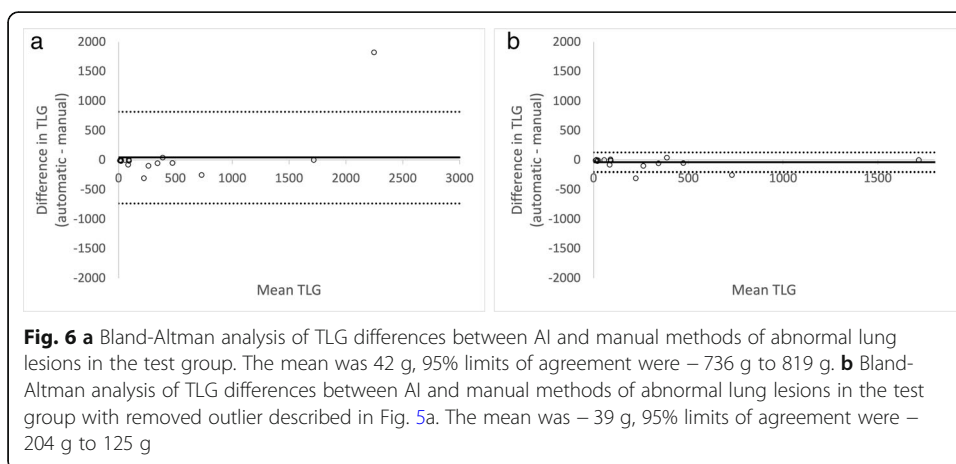 a
2000
1500
1000
500
0
-500
-1000
-1500
-2000
0 500 1000 1500 2000 2500 3000
Difference in TLG
(automatic - manual)
Mean TLG
b
2000
1500
1000
500
0
-500
-1000
-1500
-2000
0 500 1000 1500
Difference in TLG
(automatic - manual)
Mean TLG
Fig. 6 a Bland-Altman analysis of TLG differences between AI and manual methods of abnormal lung
lesions in the test group. The mean was 42 g, 95% limits of agreement were − 736 g to 819 g. b Bland-
Altman analysis of TLG differences between AI and manual methods of abnormal lung lesions in the test
group with removed outlier described in Fig. 5a. The mean was − 39 g, 95% limits of agreement were −
204 g to 125 g